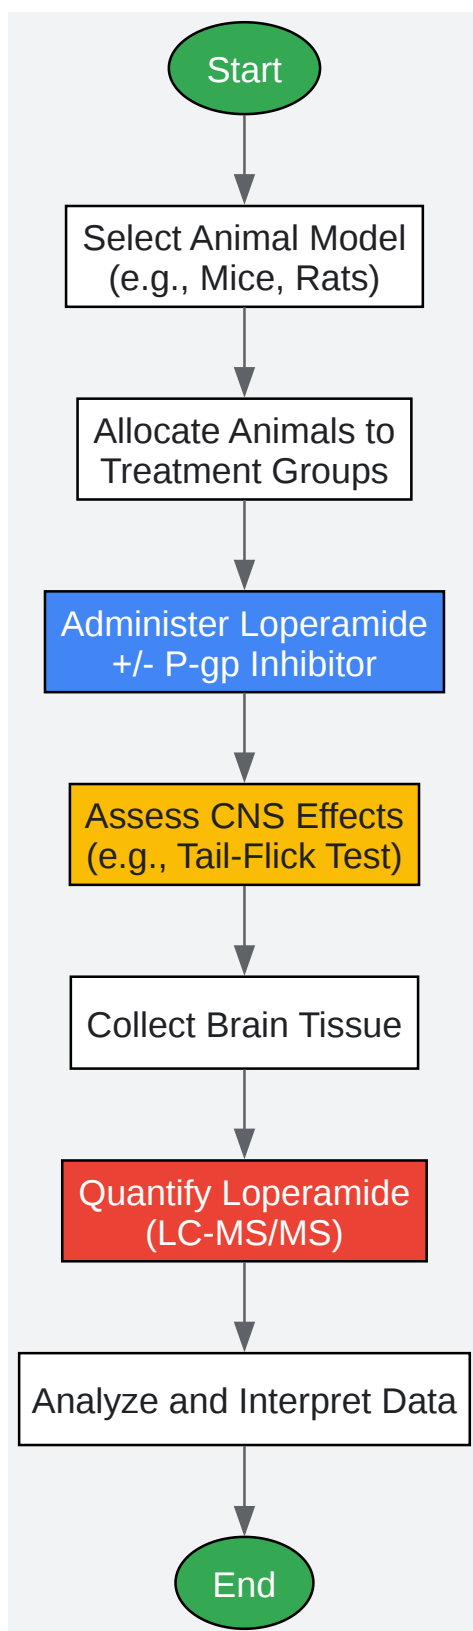 Start
Select Animal Model
(e.g., Mice, Rats)
Allocate Animals to
Treatment Groups
Administer Loperamide
+/- P-gp Inhibitor
Assess CNS Effects
(e.g., Tail-Flick Test)
Collect Brain Tissue
Quantify Loperamide
(LC-MS/MS)
Analyze and Interpret Data
End